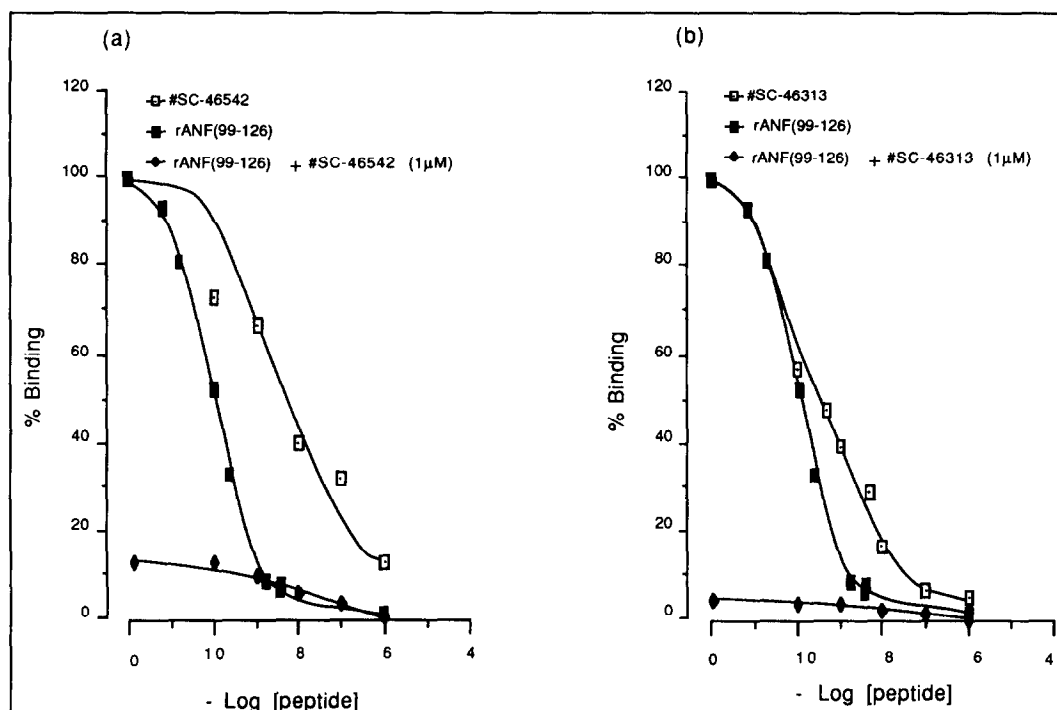 (a)
#SC-46542
rANF(99-126)
rANF(99-126) + #SC-46542 (1μM)
120
100
80
60
40
20
0
% Binding
0 10 8 6 4
- Log [peptide]
(b)
#SC-46313
rANF(99-126)
rANF(99-126) + #SC-46313 (1μM)
120
100
80
60
40
20
0
% Binding
0 10 8 6 4
- Log [peptide]